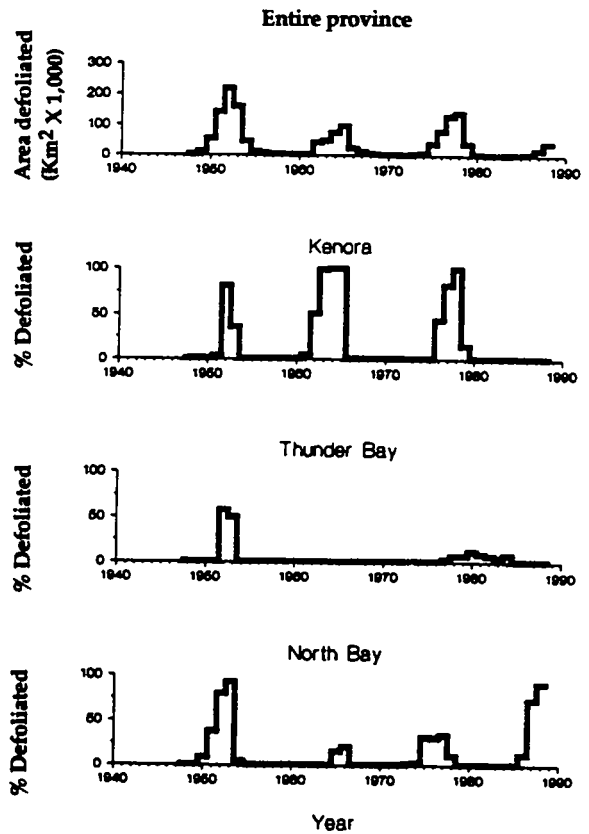 Entire province
Area defoliated
(Km² X 1,000)
300
200
100
0
1940 1950 1960 1970 1980 1990
Kenora
% Defoliated
100
50
0
1940 1950 1960 1970 1980 1990
Thunder Bay
% Defoliated
100
50
0
1940 1950 1960 1970 1980 1990
North Bay
% Defoliated
100
50
0
1940 1950 1960 1970 1980 1990
Year